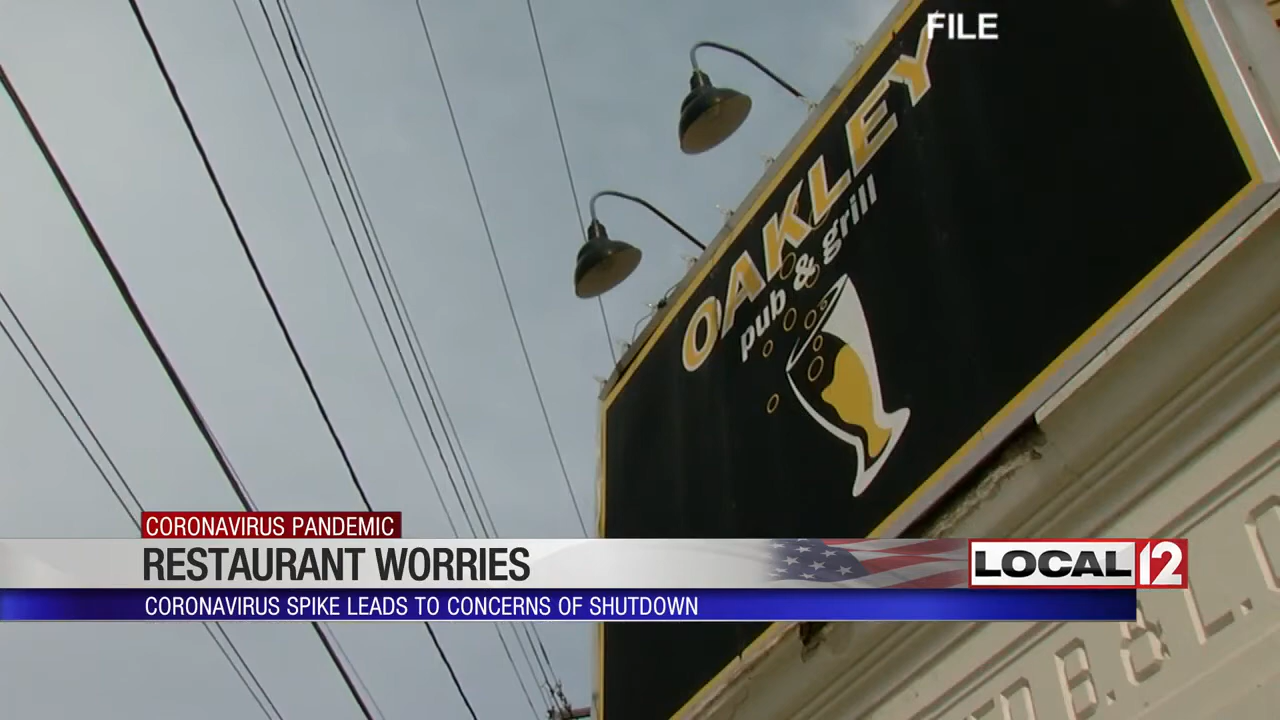 FILE
OAKLEY
pub & grill
CORONAVIRUS PANDEMIC
RESTAURANT WORRIES
LOCAL 12
CORONAVIRUS SPIKE LEADS TO CONCERNS OF SHUTDOWN
B. & L.